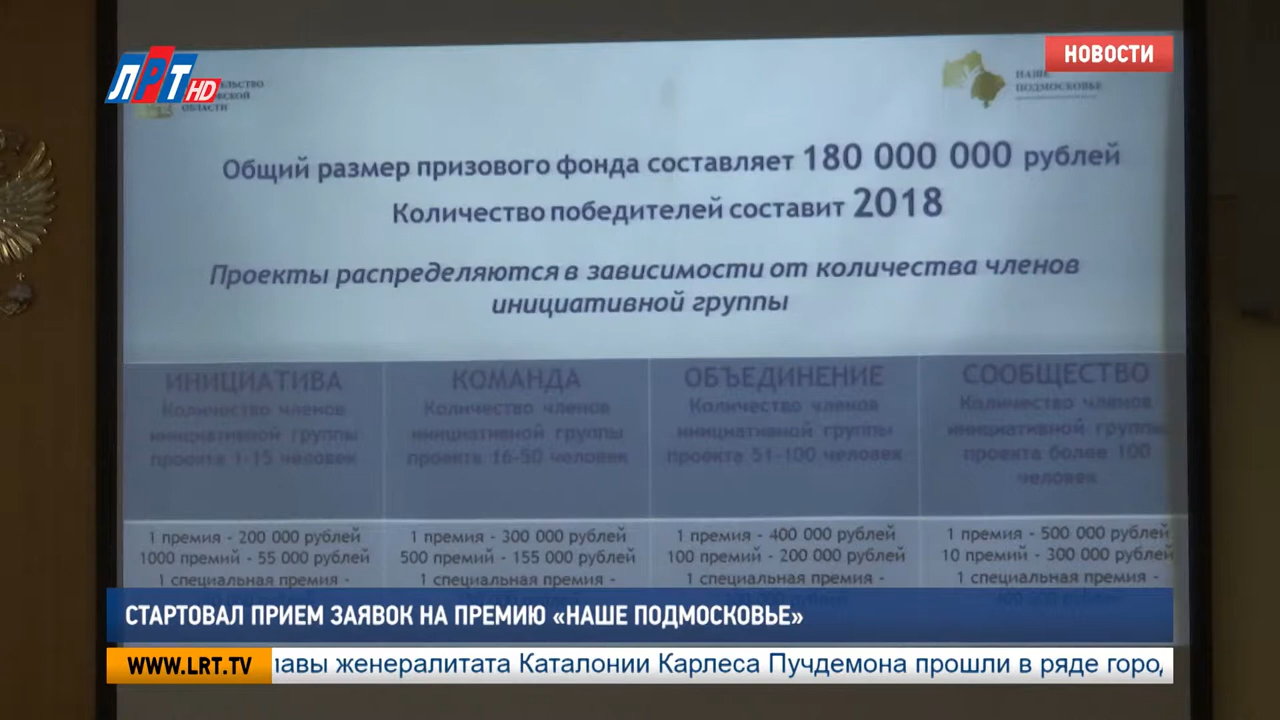 ЛРТ HD
НОВОСТИ
ОБЛАСТИ
НАШЕ
ПОДМОСКОВЬЕ
Общий размер призового фонда составляет 180 000 000 рублей
Количество победителей составит 2018
Проекты распределяются в зависимости от количества членов
инициативной группы
ИНИЦИАТИВА
Количество членов
инициативной группы
проекта 1-15 человек
КОМАНДА
Количество членов
инициативной группы
проекта 16-50 человек
ОБЪЕДИНЕНИЕ
Количество членов
инициативной группы
проекта 51-100 человек
СООБЩЕСТВО
Количество членов
инициативной группы
проекта более 100
человек
1 премия - 200 000 рублей
1000 премий - 55 000 рублей
1 специальная премия -
1 премия - 300 000 рублей
500 премий - 155 000 рублей
1 специальная премия -
1 премия - 400 000 рублей
100 премий - 200 000 рублей
1 специальная премия -
1 премия - 500 000 рублей
10 премий - 300 000 рублей
1 специальная премия -
СТАРТОВАЛ ПРИЕМ ЗАЯВОК НА ПРЕМИЮ «НАШЕ ПОДМОСКОВЬЕ»
WWW.LRT.TV
лавы женералитата Каталонии Карлеса Пучдемона прошли в ряде горо